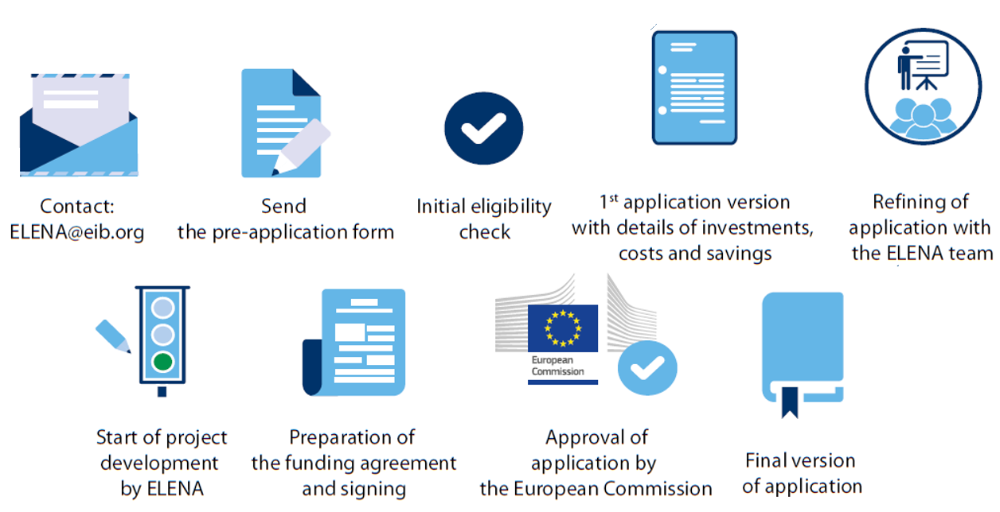 Contact:
ELENA@eib.org
Send
the pre-application form
Initial eligibility
check
1st application version
with details of investments,
costs and savings
Refining of
application with
the ELENA team
Start of project
development
by ELENA
Preparation of
the funding agreement
and signing
European
Commission
Approval of
application by
the European Commission
Final version
of application